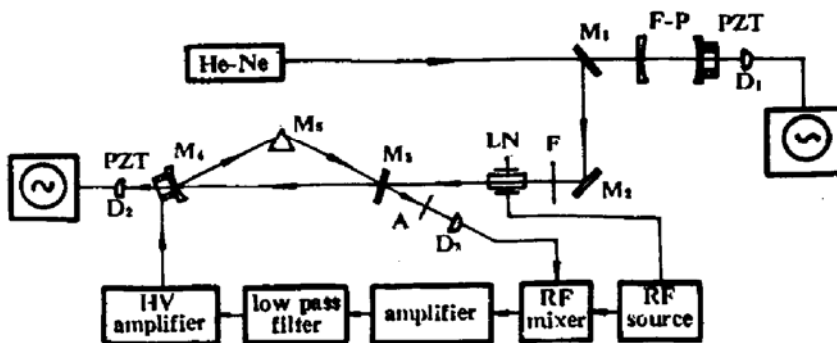 F-P PZT
M₁
He-Ne
D₁
M₅
LN F
PZT M₄
M₃
M₂
D₂
A
D₃
HV
amplifier
low pass
filter
amplifier
RF
mixer
RF
source